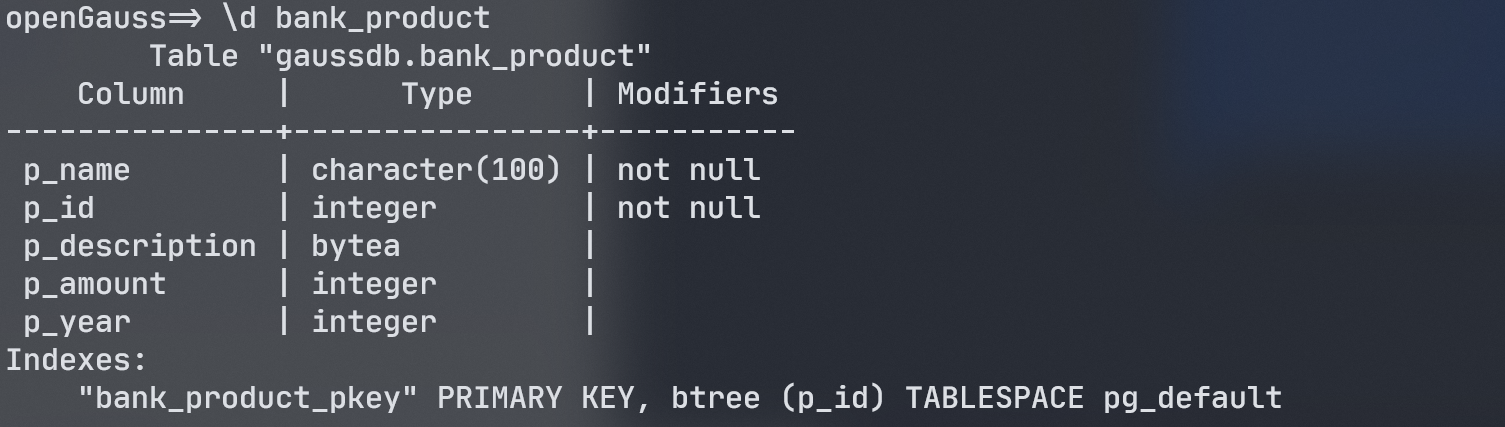 openGauss=> \d bank_product
         Table "gaussdb.bank_product"
    Column     |      Type      | Modifiers
---------------+----------------+-----------
 p_name        | character(100) | not null
 p_id          | integer        | not null
 p_description | bytea          |
 p_amount      | integer        |
 p_year        | integer        |
Indexes:
    "bank_product_pkey" PRIMARY KEY, btree (p_id) TABLESPACE pg_default